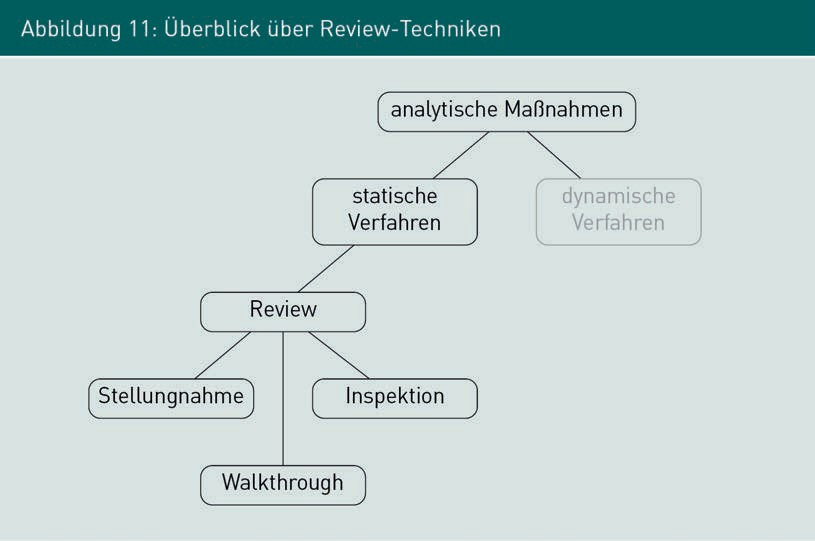 Abbildung 11: Überblick über Review-Techniken
analytische Maßnahmen
statische
Verfahren
dynamische
Verfahren
Review
Stellungnahme
Inspektion
Walkthrough